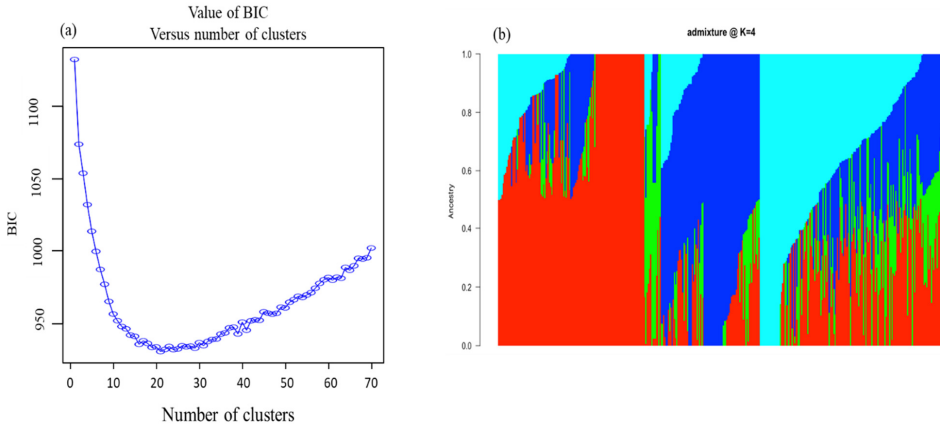 Value of BIC
(a)
Versus number of clusters
BIC
1100
1050
1000
950
0 10 20 30 40 50 60 70
Number of clusters
(b)
admixture @ K=4
Ancestry
1.0
0.8
0.6
0.4
0.2
0.0